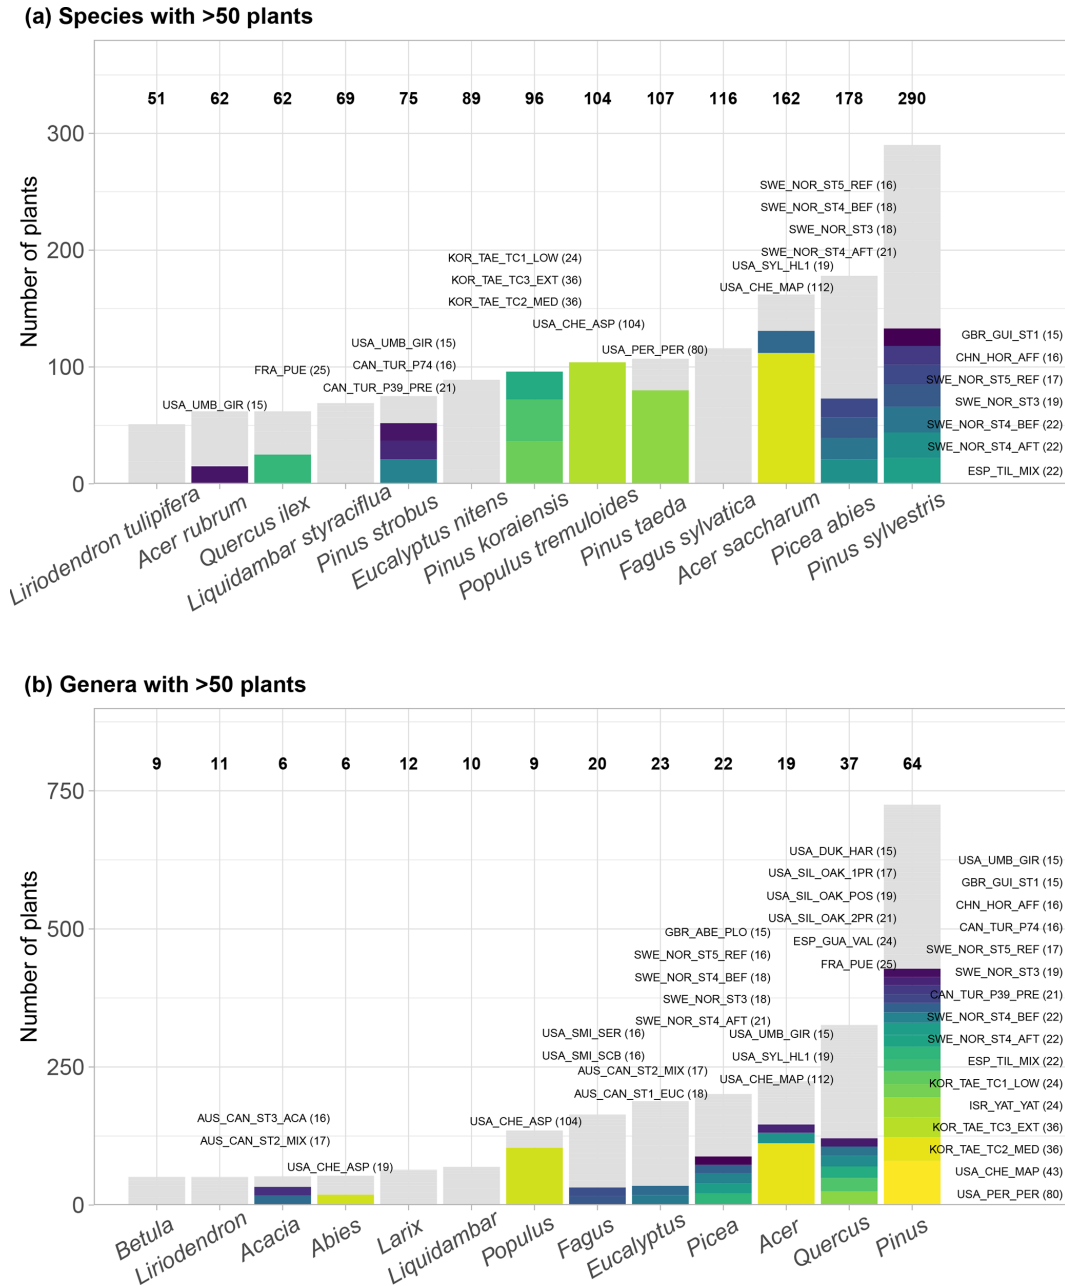 (a) Species with >50 plants
51 62 62 69 75 89 96 104 107 116 162 178 290
Number of plants
300
200
100
0
SWE_NOR_ST5_REF (16)
SWE_NOR_ST4_BEF (18)
SWE_NOR_ST3 (18)
SWE_NOR_ST4_AFT (21)
KOR_TAE_TC1_LOW (24)
KOR_TAE_TC3_EXT (36)
KOR_TAE_TC2_MED (36)
USA_SYL_HL1 (19)
USA_CHE_MAP (112)
USA_CHE_ASP (104)
USA_PER_PER (80)
USA_UMB_GIR (15)
CAN_TUR_P74 (16)
CAN_TUR_P39_PRE (21)
FRA_PUE (25)
USA_UMB_GIR (15)
GBR_GUI_ST1 (15)
CHN_HOR_AFF (16)
SWE_NOR_ST5_REF (17)
SWE_NOR_ST3 (19)
SWE_NOR_ST4_BEF (22)
SWE_NOR_ST4_AFT (22)
ESP_TIL_MIX (22)
Liriodendron tulipifera
Acer rubrum
Quercus ilex
Liquidambar styraciflua
Pinus strobus
Eucalyptus nitens
Pinus koraiensis
Populus tremuloides
Pinus taeda
Fagus sylvatica
Acer saccharum
Picea abies
Pinus sylvestris
(b) Genera with >50 plants
9 11 6 6 12 10 9 20 23 22 19 37 64
Number of plants
750
500
250
0
AUS_CAN_ST3_ACA (16)
AUS_CAN_ST2_MIX (17)
USA_CHE_ASP (19)
USA_CHE_ASP (104)
USA_SMI_SER (16)
USA_SMI_SCB (16)
AUS_CAN_ST2_MIX (17)
AUS_CAN_ST1_EUC (18)
GBR_ABE_PLO (15)
SWE_NOR_ST5_REF (16)
SWE_NOR_ST4_BEF (18)
SWE_NOR_ST3 (18)
SWE_NOR_ST4_AFT (21)
USA_UMB_GIR (15)
USA_SYL_HL1 (19)
USA_CHE_MAP (112)
USA_DUK_HAR (15)
USA_SIL_OAK_1PR (17)
USA_SIL_OAK_POS (19)
USA_SIL_OAK_2PR (21)
ESP_GUA_VAL (24)
FRA_PUE (25)
USA_UMB_GIR (15)
GBR_GUI_ST1 (15)
CHN_HOR_AFF (16)
CAN_TUR_P74 (16)
SWE_NOR_ST5_REF (17)
SWE_NOR_ST3 (19)
CAN_TUR_P39_PRE (21)
SWE_NOR_ST4_BEF (22)
SWE_NOR_ST4_AFT (22)
ESP_TIL_MIX (22)
KOR_TAE_TC1_LOW (24)
ISR_YAT_YAT (24)
KOR_TAE_TC3_EXT (36)
KOR_TAE_TC2_MED (36)
USA_CHE_MAP (43)
USA_PER_PER (80)
Betula
Liriodendron
Acacia
Abies
Larix
Liquidambar
Populus
Fagus
Eucalyptus
Picea
Acer
Quercus
Pinus